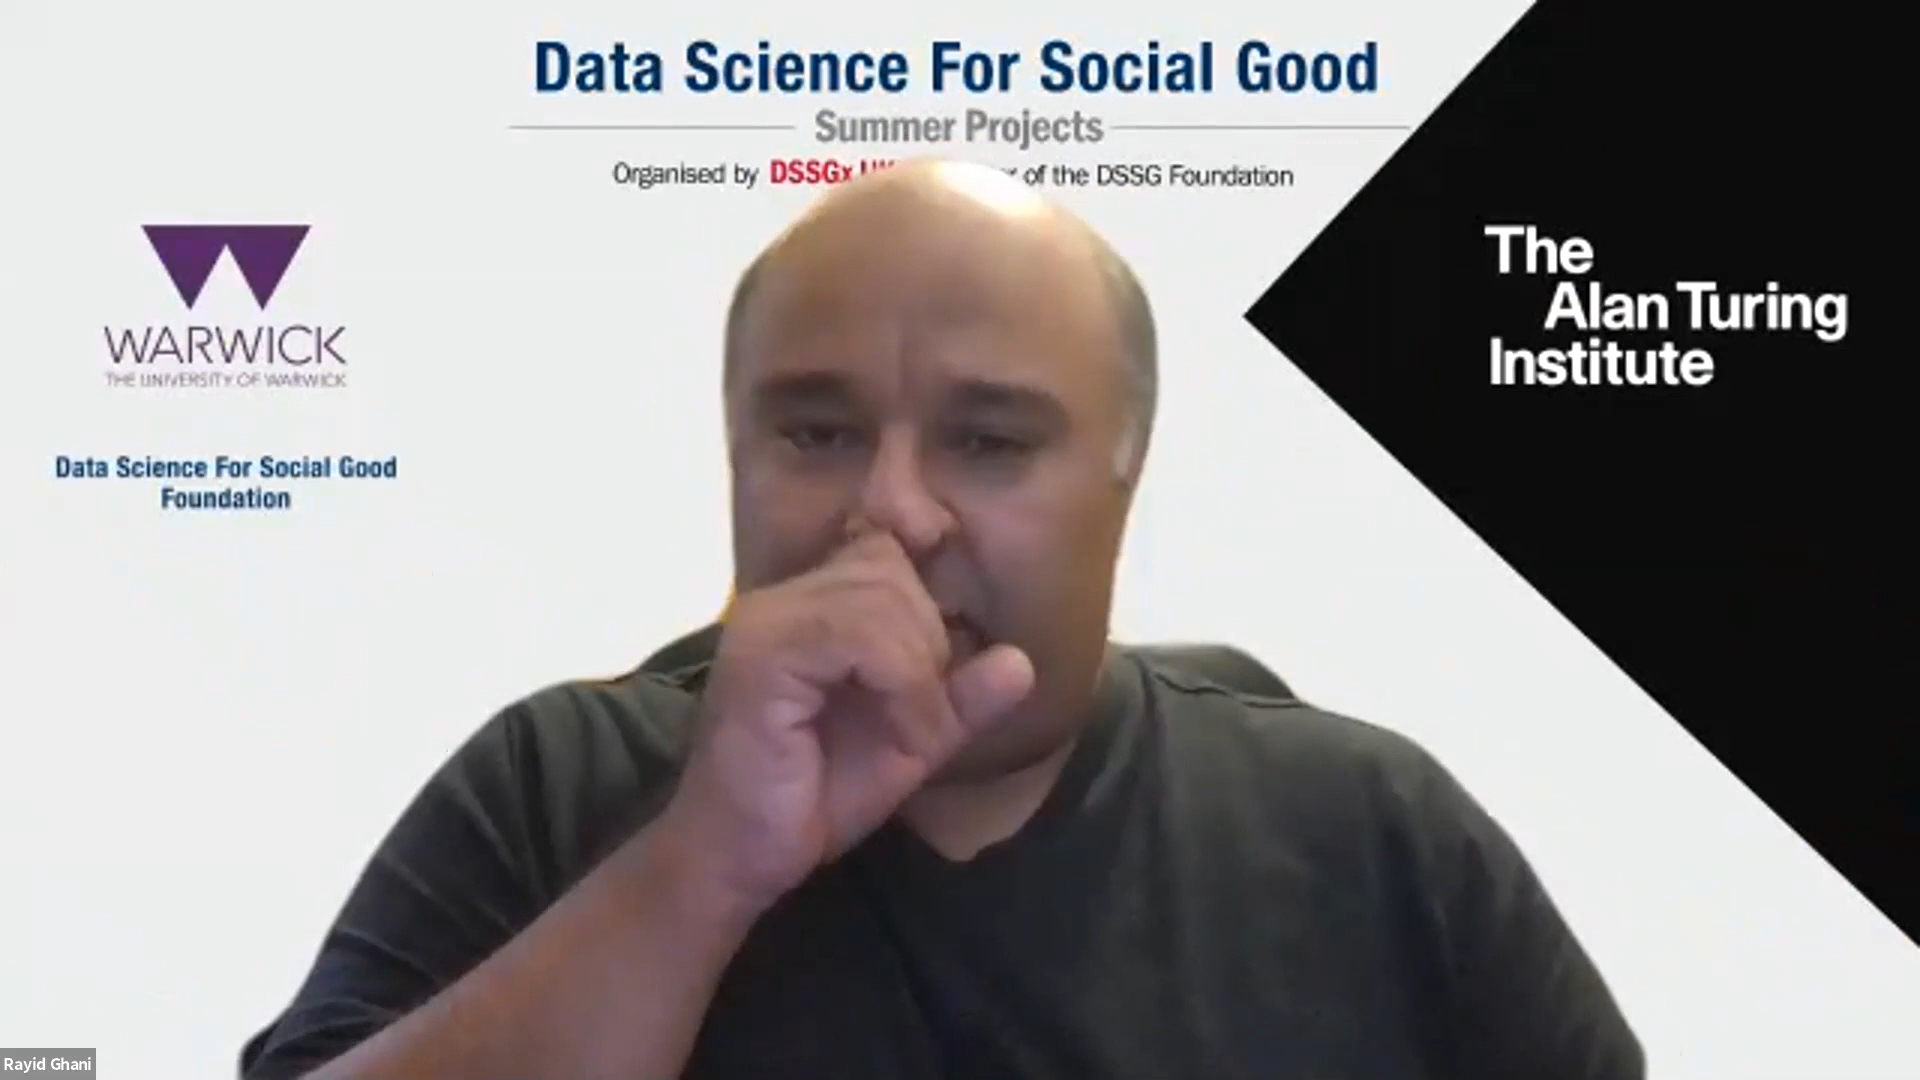 Data Science For Social Good
Summer Projects
Organised by DSSGx of the DSSG Foundation
The
Alan Turing
Institute
WARWICK
THE UNIVERSITY OF WARWICK
Data Science For Social Good
Foundation
Rayid Ghani